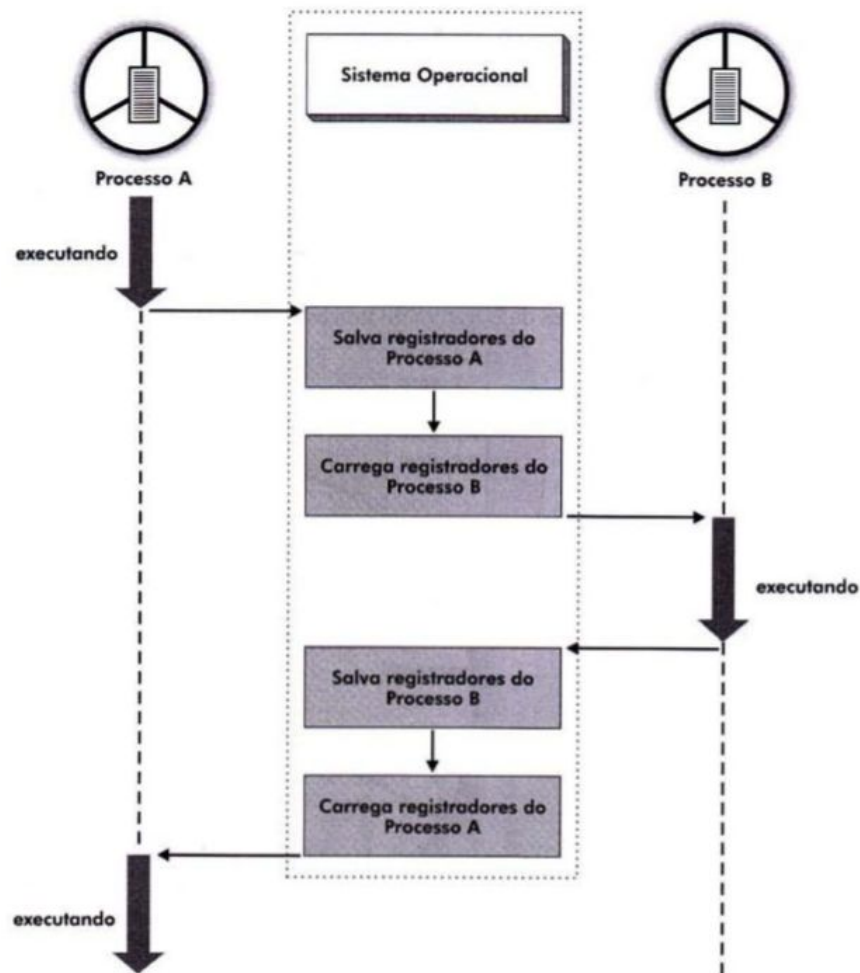 Sistema Operacional
Processo A
Processo B
executando
Salva registradores do
Processo A
Carrega registradores do
Processo B
executando
Salva registradores do
Processo B
Carrega registradores do
Processo A
executando